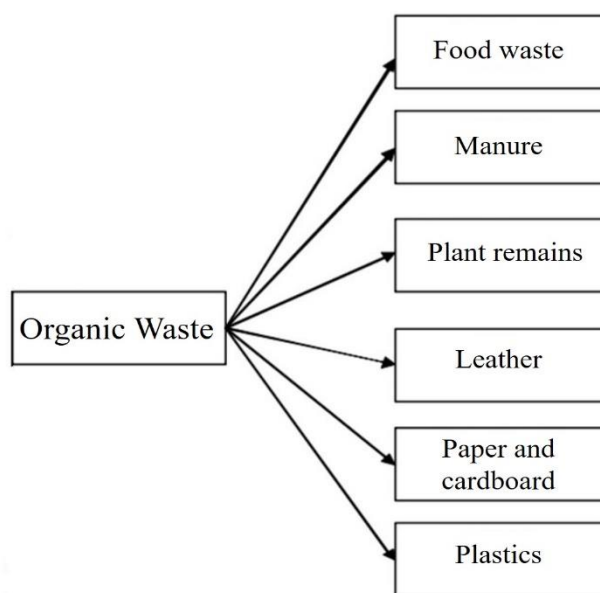 Food waste
Manure
Plant remains
Organic Waste
Leather
Paper and
cardboard
Plastics